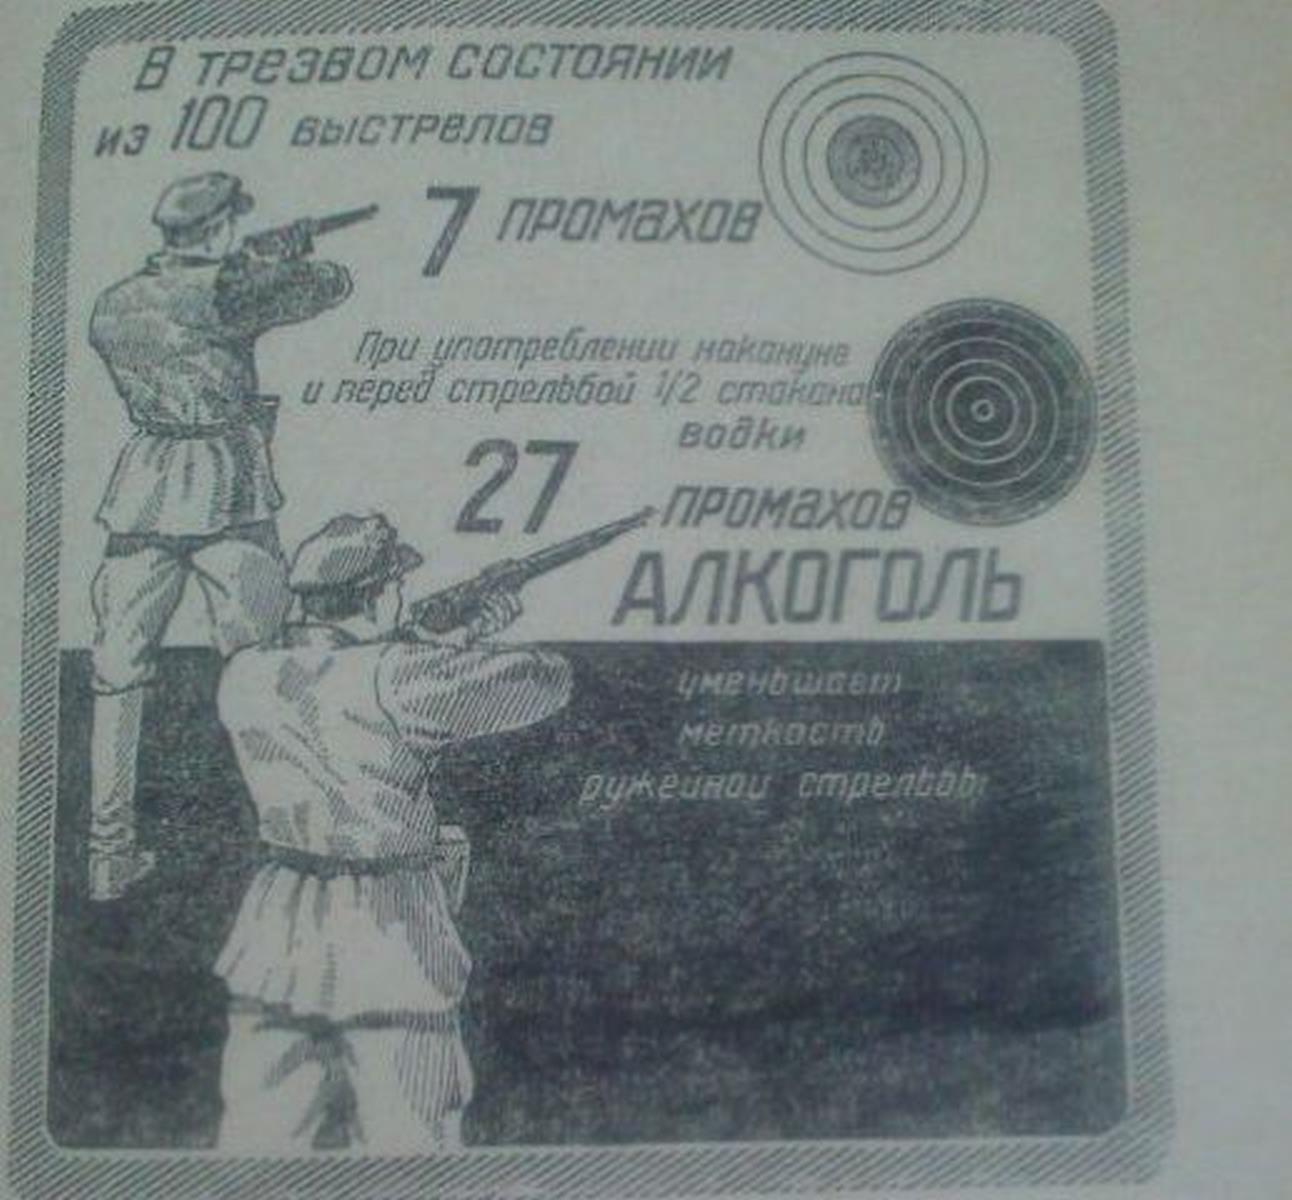 В ТРЕЗВОМ СОСТОЯНИИ
из 100 выстрелов
7 промахов
При употреблении накануне
и перед стрельбой 1/2 стакана
водки
27 промахов
АЛКОГОЛЬ
уменьшает
меткость
ружейной стрельбы